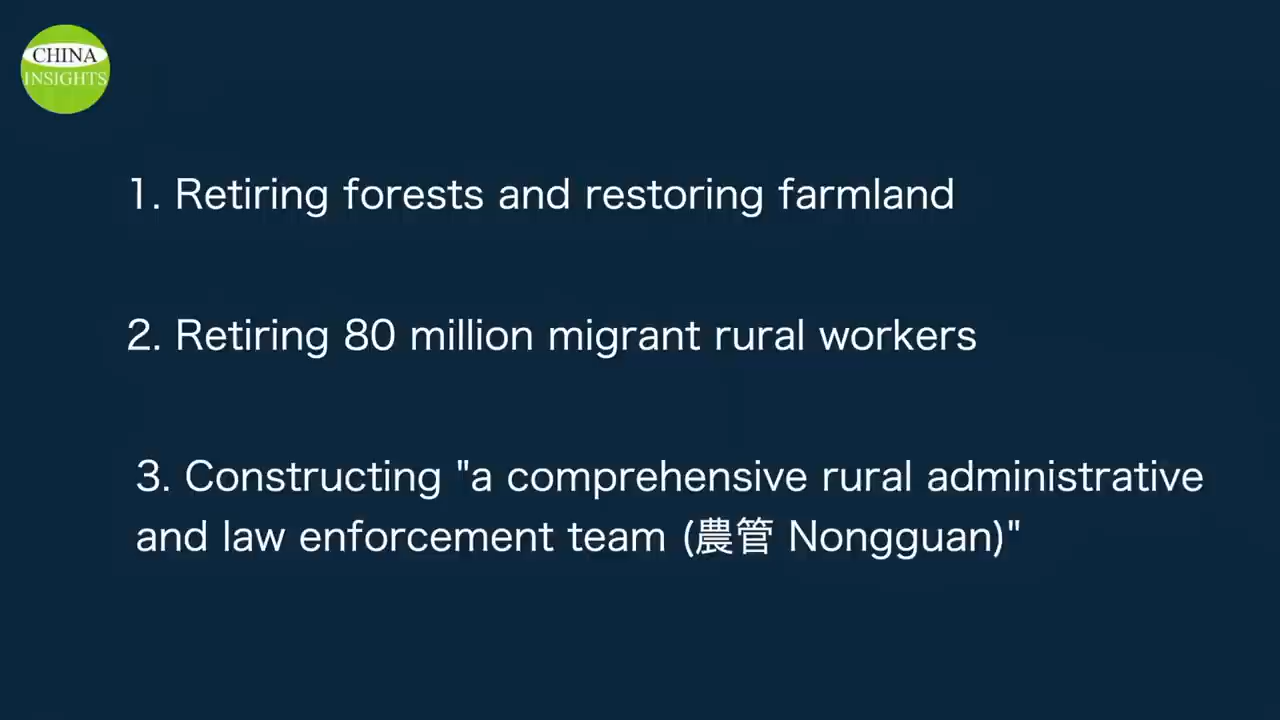 CHINA
INSIGHTS
1. Retiring forests and restoring farmland
2. Retiring 80 million migrant rural workers
3. Constructing "a comprehensive rural administrative
and law enforcement team (農管 Nongguan)"